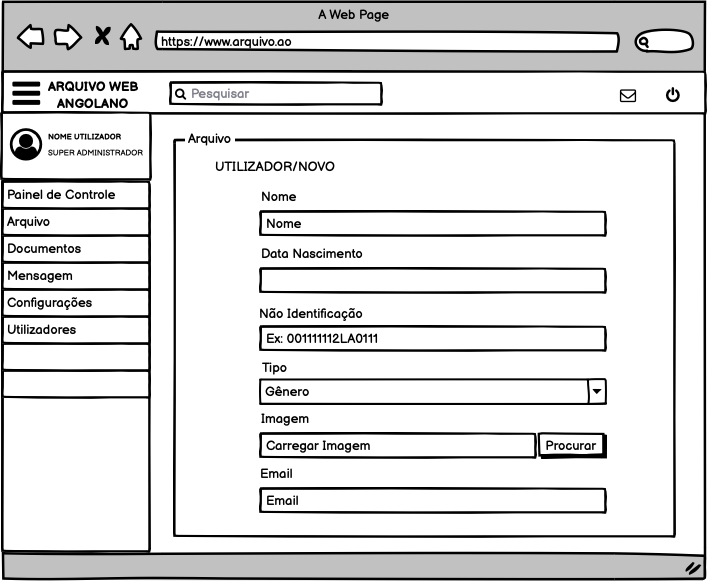 A Web Page
https://www.arquivo.ao
ARQUIVO WEB
ANGOLANO
Pesquisar
NOME UTILIZADOR
SUPER ADMINISTRADOR
Painel de Controle
Arquivo
Documentos
Mensagem
Configurações
Utilizadores
Arquivo
UTILIZADOR/NOVO
Nome
Nome
Data Nascimento
Não Identificação
Ex: 001111112LA0111
Tipo
Gênero
Imagem
Carregar Imagem
Procurar
Email
Email